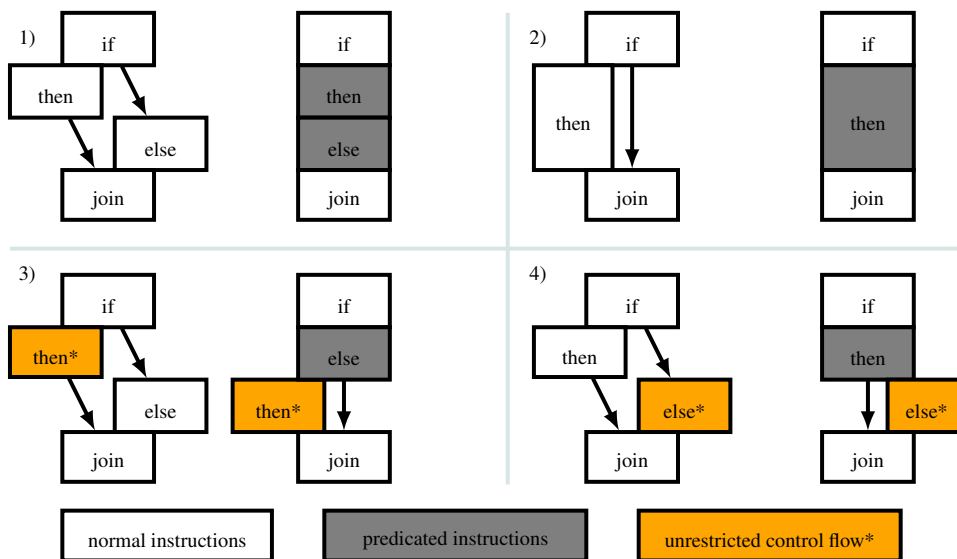 1)
if
then
else
join
if
then
else
join
2)
if
then
join
if
then
join
3)
if
then*
else
join
if
else
then*
join
4)
if
then
else*
join
if
then
else*
join
normal instructions
predicated instructions
unrestricted control flow*